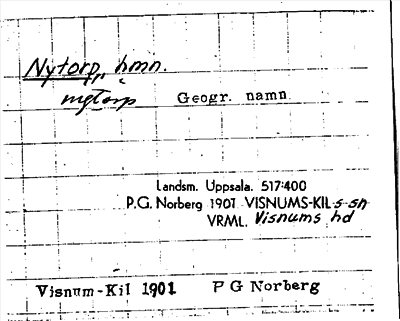 Nytorp, hmn.
nytorp Geogr. namn
Landsm. Uppsala. 517:400
P.G. Norberg 1901 VISNUMS-KIL s sn
VRML. Visnums hd
Visnum-Kil 1901 P G Norberg